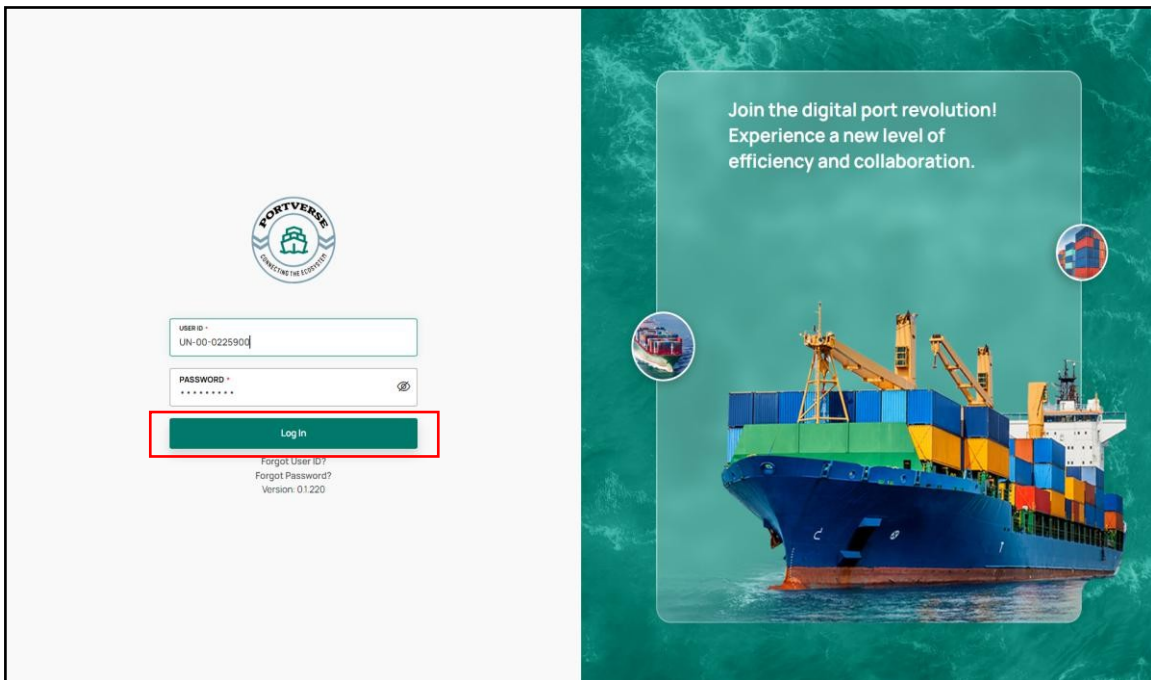 PORTVERSE
CONNECTING THE ECOSYSTEM
USER ID *
UN-00-0225900
PASSWORD *
•••••••••
Log In
Forgot User ID?
Forgot Password?
Version: 0.1.220
Join the digital port revolution!
Experience a new level of
efficiency and collaboration.